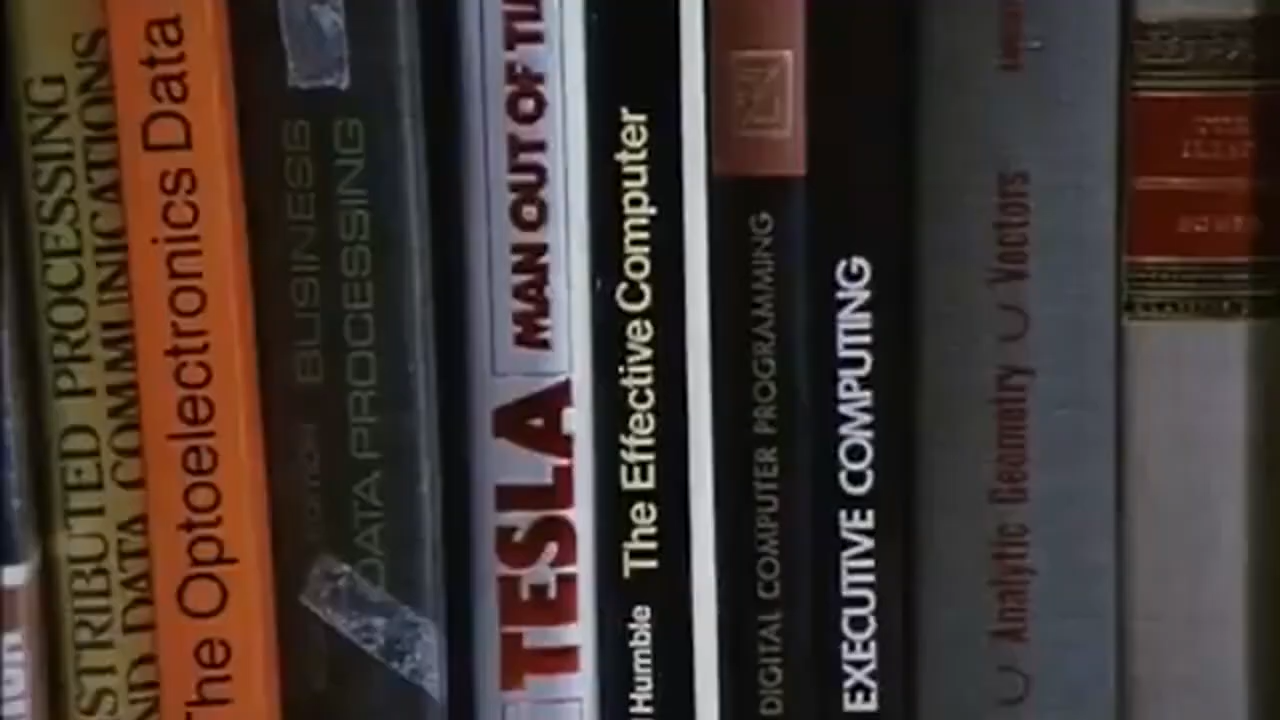 STRIBUTED PROCESSING
ND DATA COMMUNICATIONS
The Optoelectronics Data
BUSINESS
DATA PROCESSING
TESLA MAN OUT OF TI
Humble The Effective Computer
DIGITAL COMPUTER PROGRAMMING
EXECUTIVE COMPUTING
Analytic Geometry Vectors